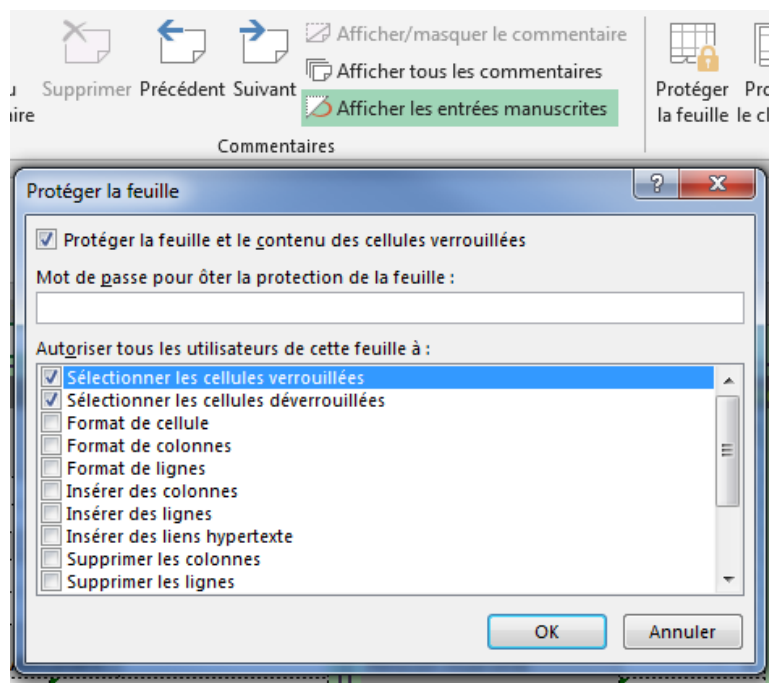 Afficher/masquer le commentaire
Supprimer Précédent Suivant
Afficher tous les commentaires
Afficher les entrées manuscrites
Protéger
la feuille
Commentaires
Protéger la feuille
Protéger la feuille et le contenu des cellules verrouillées
Mot de passe pour ôter la protection de la feuille :
Autoriser tous les utilisateurs de cette feuille à :
Sélectionner les cellules verrouillées
Sélectionner les cellules déverrouillées
Format de cellule
Format de colonnes
Format de lignes
Insérer des colonnes
Insérer des lignes
Insérer des liens hypertexte
Supprimer les colonnes
Supprimer les lignes
OK Annuler